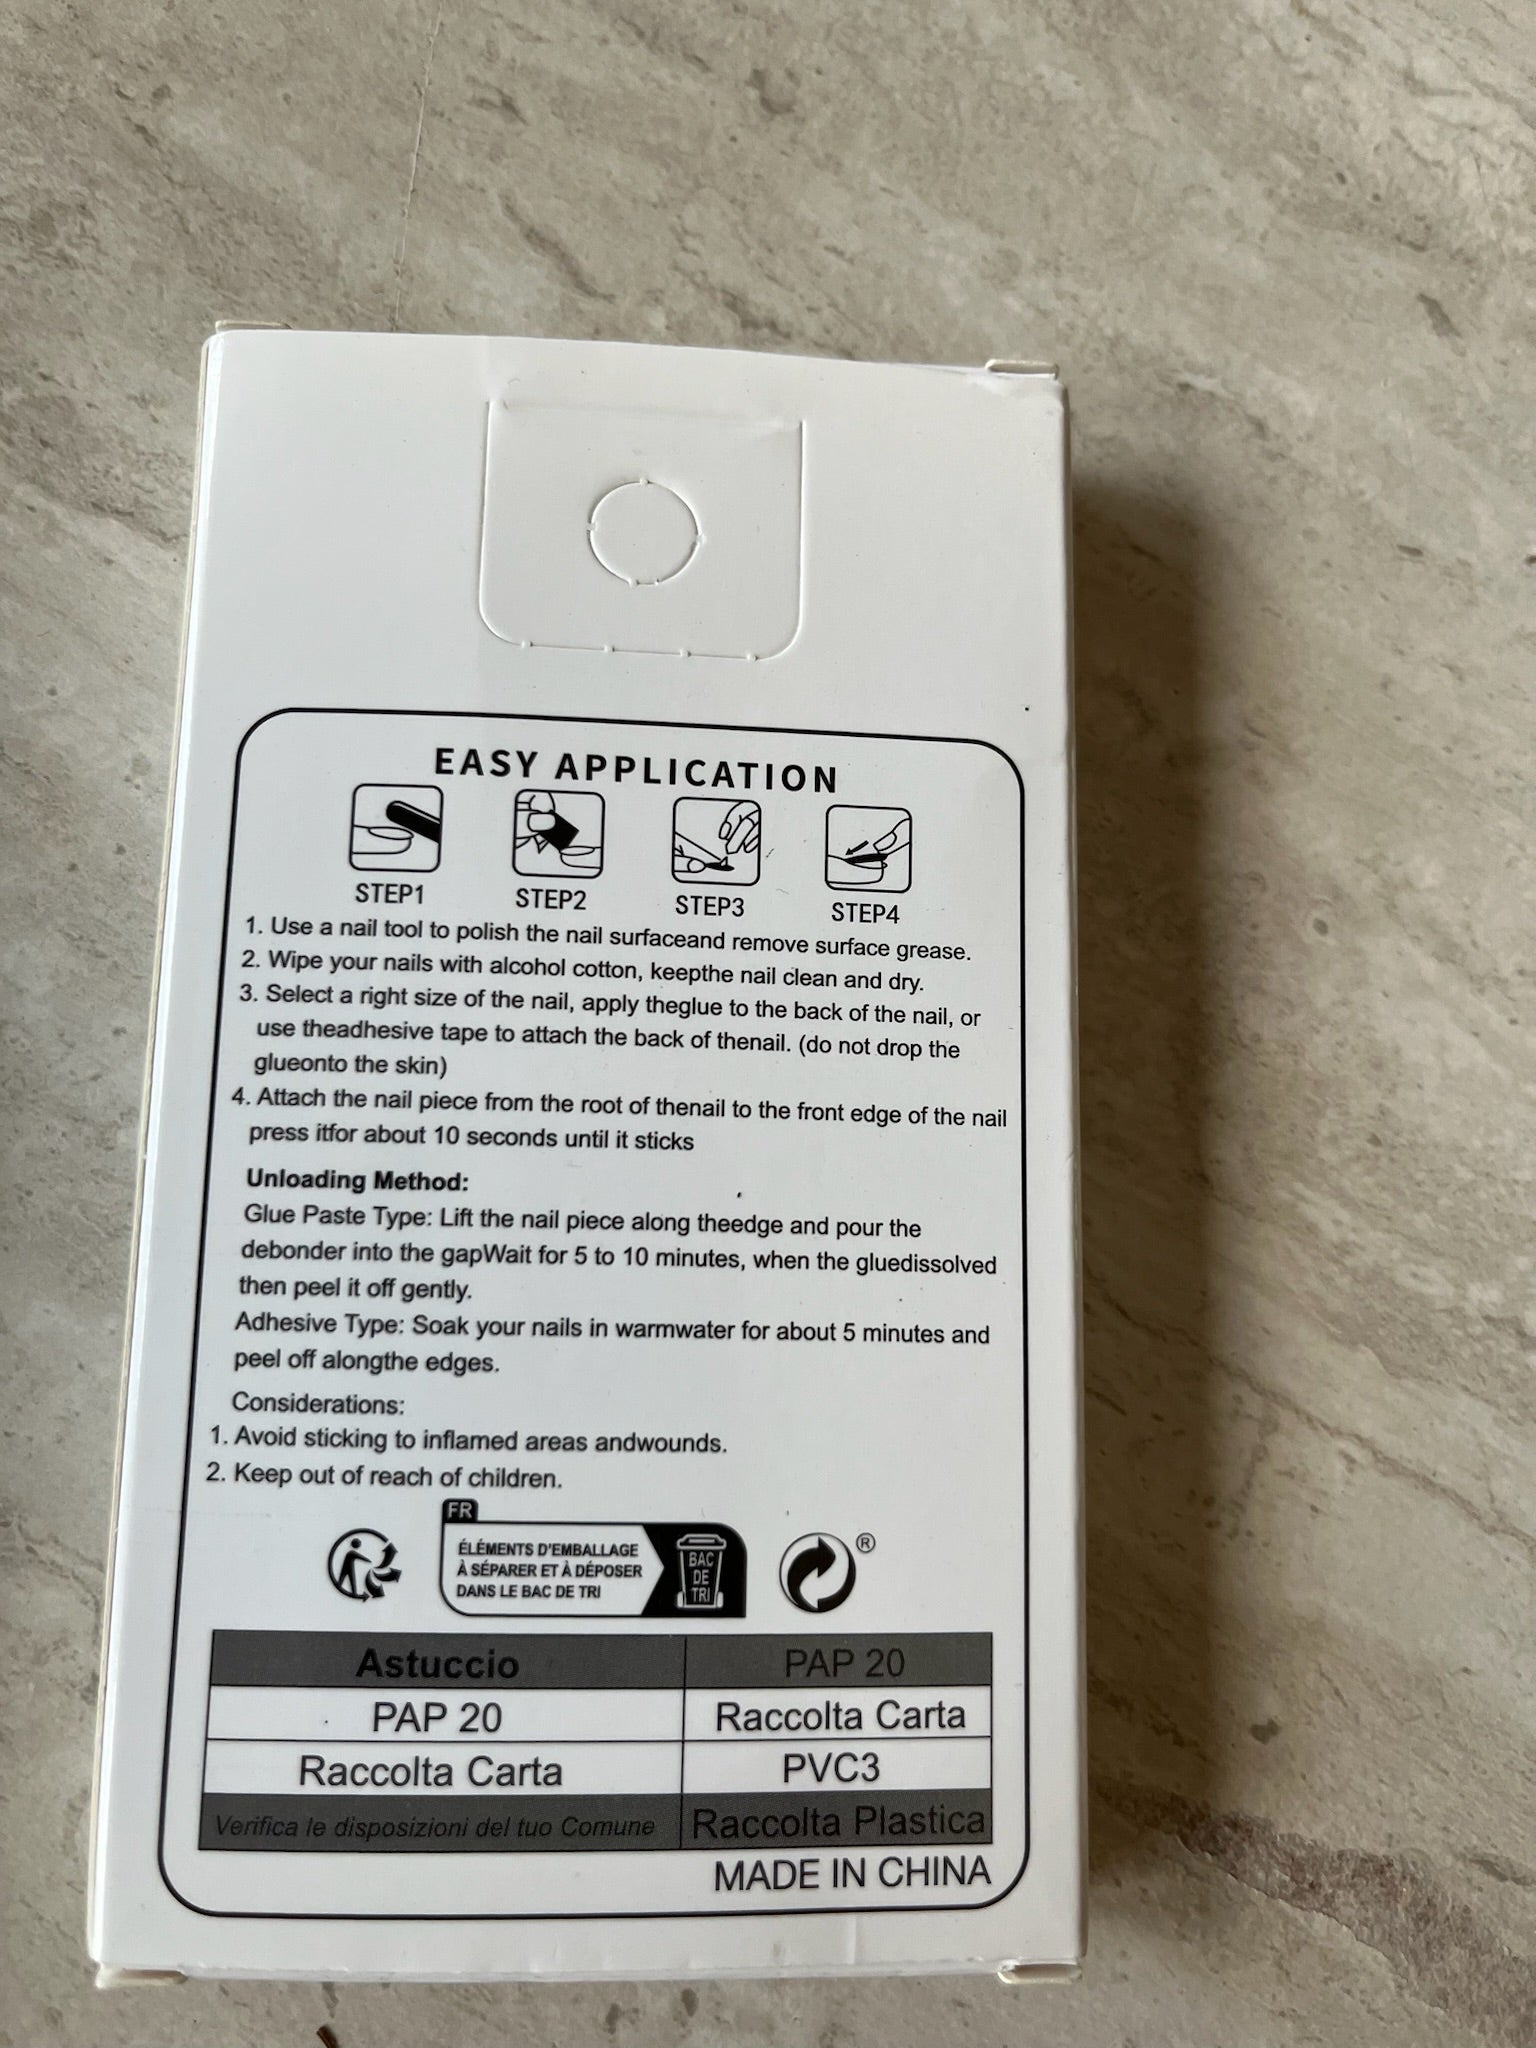 EASY APPLICATION
STEP1 STEP2 STEP3 STEP4
1. Use a nail tool to polish the nail surfaceand remove surface grease.
2. Wipe your nails with alcohol cotton, keepthe nail clean and dry.
3. Select a right size of the nail, apply theglue to the back of the nail, or
use theadhesive tape to attach the back of thenail. (do not drop the
glueonto the skin)
4. Attach the nail piece from the root of thenail to the front edge of the nail
press itfor about 10 seconds until it sticks
Unloading Method:
Glue Paste Type: Lift the nail piece along theedge and pour the
debonder into the gapWait for 5 to 10 minutes, when the gluedissolved
then peel it off gently.
Adhesive Type: Soak your nails in warmwater for about 5 minutes and
peel off alongthe edges.
Considerations:
1. Avoid sticking to inflamed areas andwounds.
2. Keep out of reach of children.
FR
ÉLÉMENTS D'EMBALLAGE
À SÉPARER ET À DÉPOSER
DANS LE BAC DE TRI
BAC
DE
TRI
®
Astuccio PAP 20
PAP 20 Raccolta Carta
Raccolta Carta PVC3
Verifica le disposizioni del tuo Comune Raccolta Plastica
MADE IN CHINA